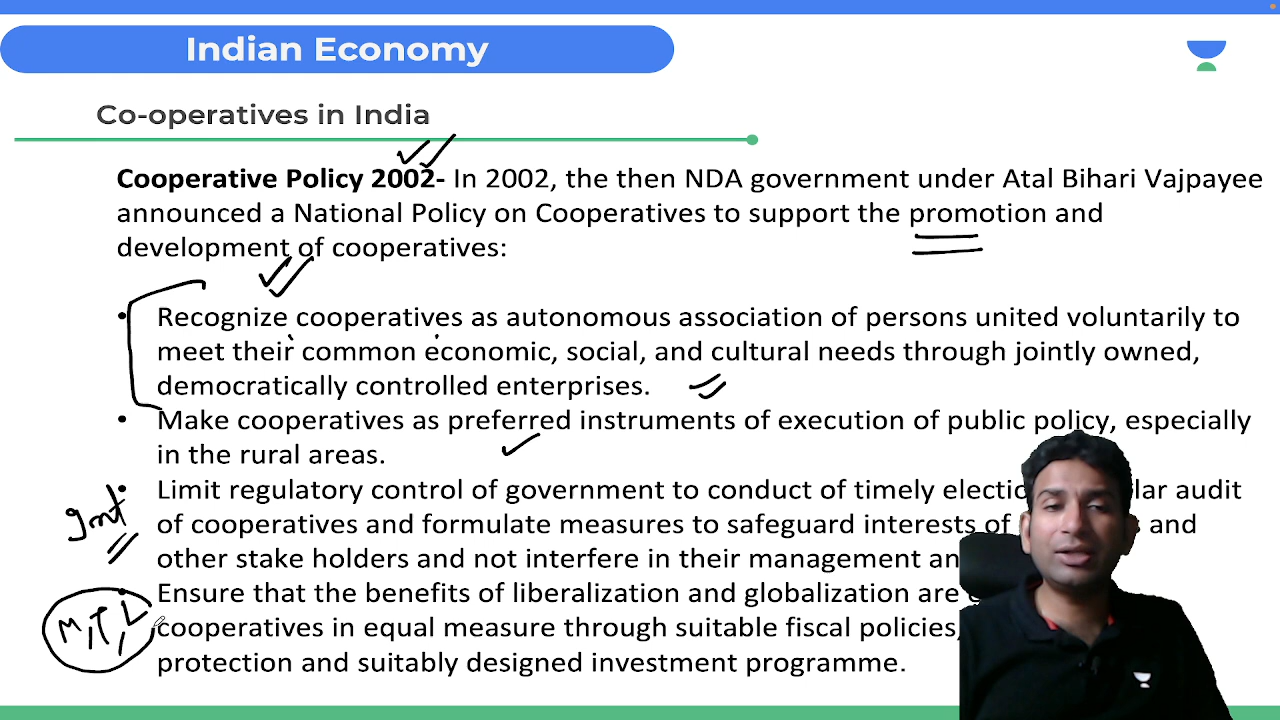 Indian Economy
Co-operatives in India
Cooperative Policy 2002- In 2002, the then NDA government under Atal Bihari Vajpayee
announced a National Policy on Cooperatives to support the promotion and
development of cooperatives:
• Recognize cooperatives as autonomous association of persons united voluntarily to
meet their common economic, social, and cultural needs through jointly owned,
democratically controlled enterprises.
• Make cooperatives as preferred instruments of execution of public policy, especially
in the rural areas.
• Limit regulatory control of government to conduct of timely audit
of cooperatives and formulate measures to safeguard interests of and
other stake holders and not interfere in their management
Ensure that the benefits of liberalization and globalization are
cooperatives in equal measure through suitable fiscal policies,
protection and suitably designed investment programme.
M, T, L